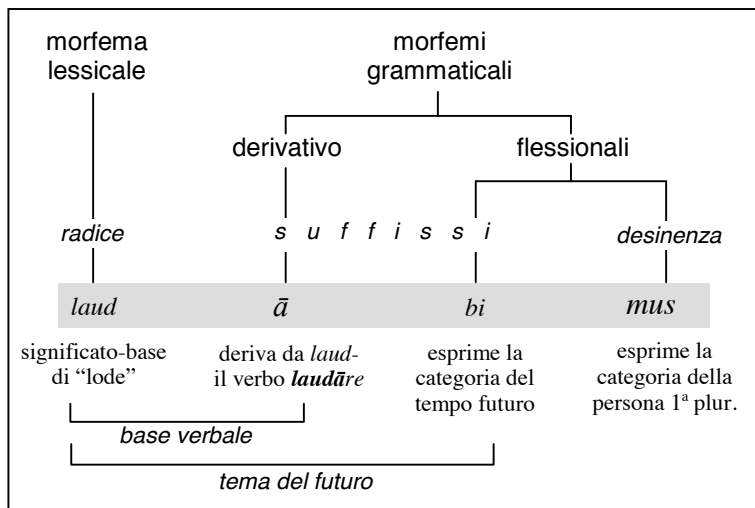 morfema lessicale
morfemi grammaticali
derivativo flessionali
radice s u f f i s s i desinenza
laud ā bi mus
significato-base di “lode”
deriva da laud- il verbo laudāre
esprime la categoria del tempo futuro
esprime la categoria della persona 1ª plur.
base verbale
tema del futuro